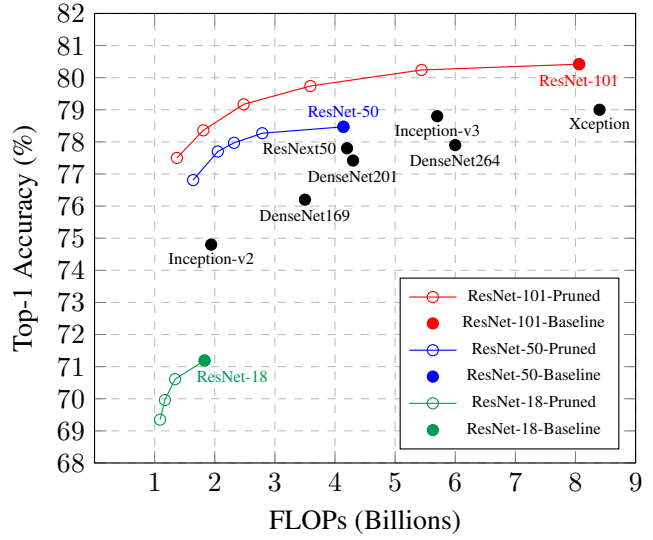 82
81
80
79
78
77
76
75
74
73
72
71
70
69
68
Top-1 Accuracy (%)
ResNet-101
ResNet-50
Xception
Inception-v3
ResNext50
DenseNet264
DenseNet201
DenseNet169
Inception-v2
ResNet-18
ResNet-101-Pruned
ResNet-101-Baseline
ResNet-50-Pruned
ResNet-50-Baseline
ResNet-18-Pruned
ResNet-18-Baseline
1 2 3 4 5 6 7 8 9
FLOPs (Billions)